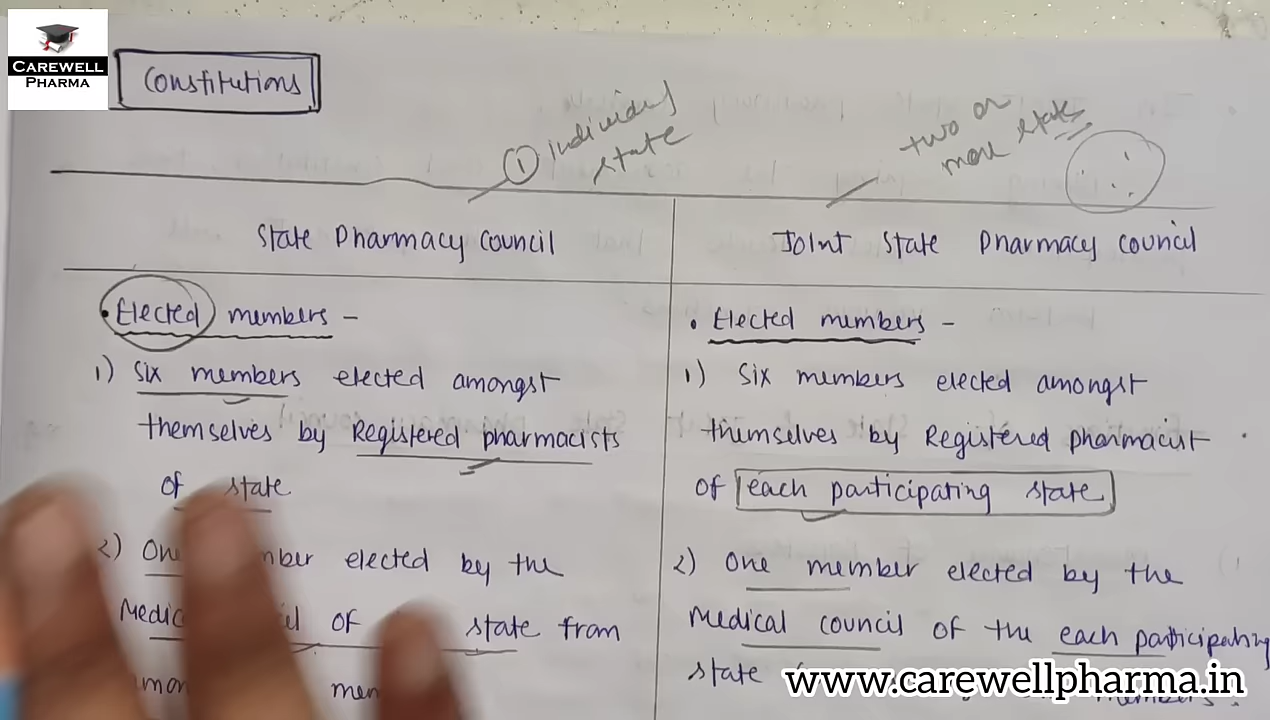 CAREWELL
PHARMA
Constitutions
① individual
state
two or
more states
State Pharmacy Council
Joint State Pharmacy council
• Elected members –
1) Six members elected amongst
themselves by Registered pharmacists
of state
2) One member elected by the
Medical of state from
• Elected members –
1) Six members elected amongst
themselves by Registered pharmacist
of each participating state
2) One member elected by the
Medical council of the each participating
state
members.
www.carewellpharma.in